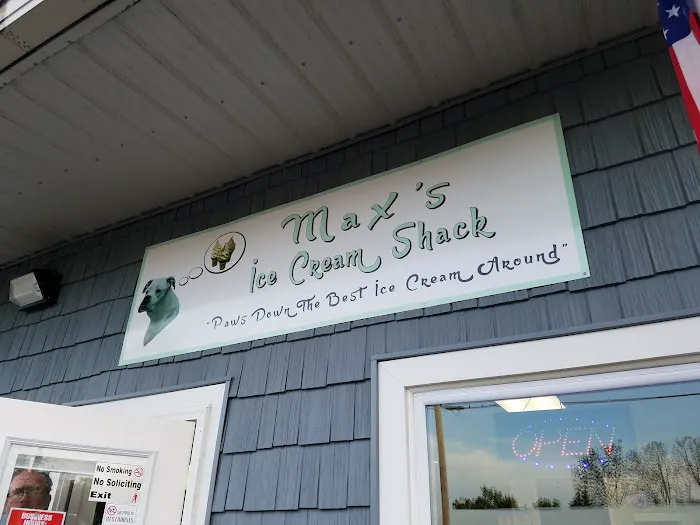 Max's
Ice Cream Shack
"Paws Down The Best Ice Cream Around"
OPEN
No Smoking
No Soliciting
Exit
BUSINESS
HOURS